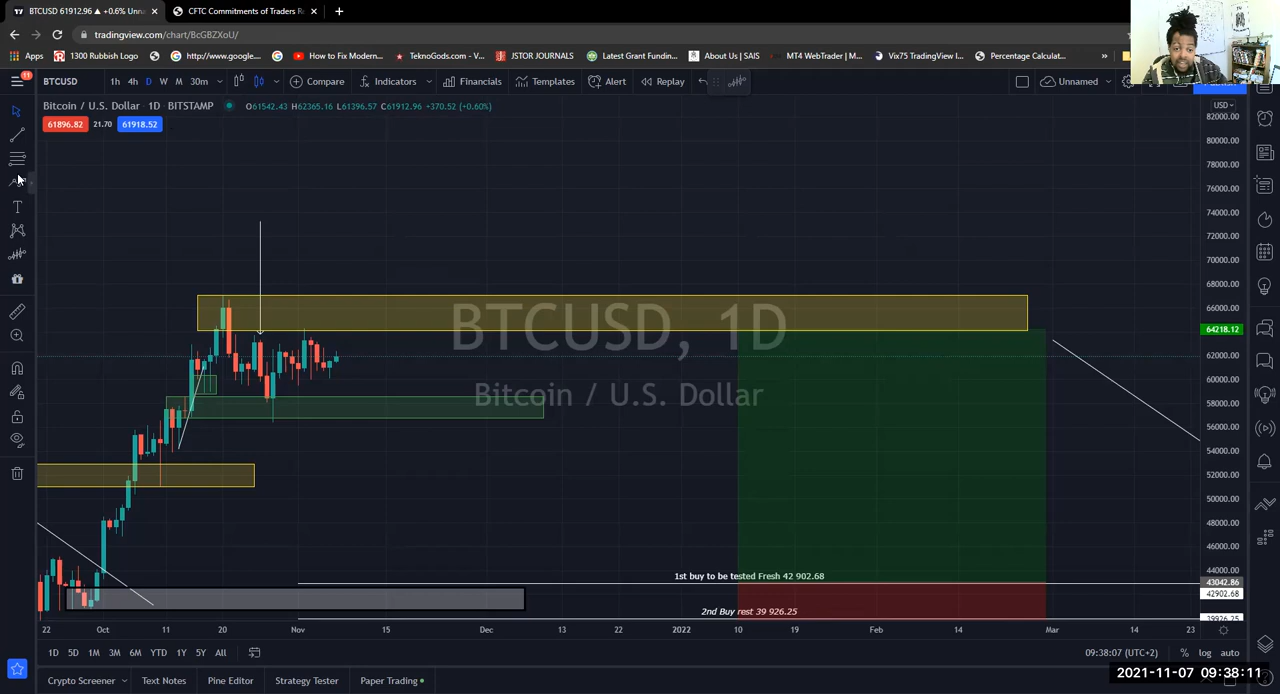 BTCUSD 61912.96 ▲ +0.6% Unna
CFTC Commitments of Traders R
tradingview.com/chart/BcGBZXoU/
Apps
1300 Rubbish Logo
http://www.google...
How to Fix Modern...
TeknoGods.com - V...
JSTOR JOURNALS
Latest Grant Fundin...
About Us | SAIS
MT4 WebTrader | M...
Vix75 TradingView I...
Percentage Calculat...
»
11
BTCUSD
1h 4h D W M 30m
Compare
Indicators
Financials
Templates
Alert
Replay
Unnamed
Bitcoin / U.S. Dollar · 1D · BITSTAMP
O61542.43 H62365.16 L61396.57 C61912.96 +370.52 (+0.60%)
61896.82 21.70 61918.52
USD
82000.00
80000.00
78000.00
76000.00
74000.00
72000.00
70000.00
68000.00
66000.00
64218.12
62000.00
60000.00
58000.00
56000.00
54000.00
52000.00
50000.00
48000.00
46000.00
44000.00
43042.86
42902.68
39926.25
BTCUSD, 1D
Bitcoin / U.S. Dollar
1st buy to be tested Fresh 42 902.68
2nd Buy rest 39 926.25
22 Oct 11 20 Nov 15 Dec 13 22 2022 10 19 Feb 14 Mar 14 23
1D 5D 1M 3M 6M YTD 1Y 5Y All
09:38:07 (UTC+2)
% log auto
2021-11-07 09:38:11
Crypto Screener
Text Notes
Pine Editor
Strategy Tester
Paper Trading